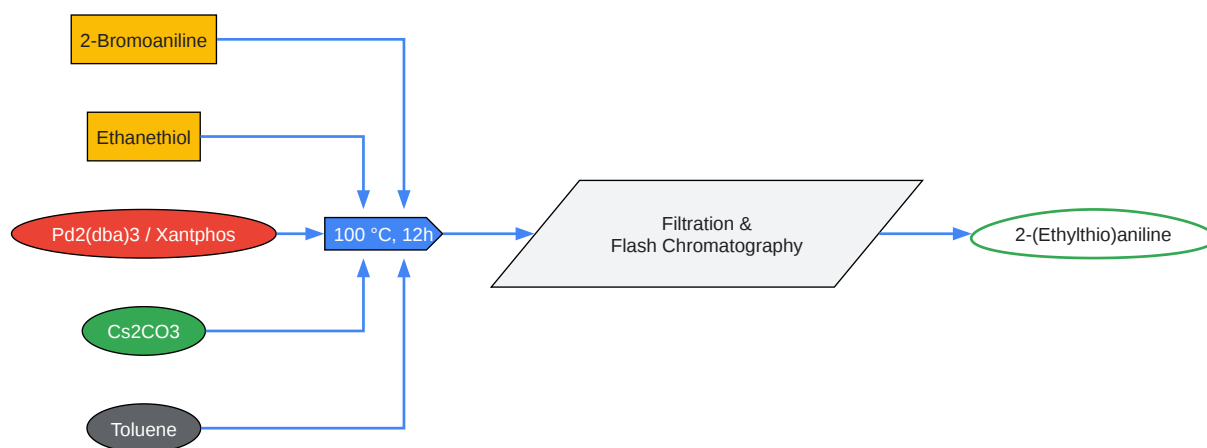 2-Bromoaniline
Ethanethiol
Pd2(dba)3 / Xantphos
100 °C, 12h
Filtration &
Flash Chromatography
2-(Ethylthio)aniline
Cs2CO3
Toluene